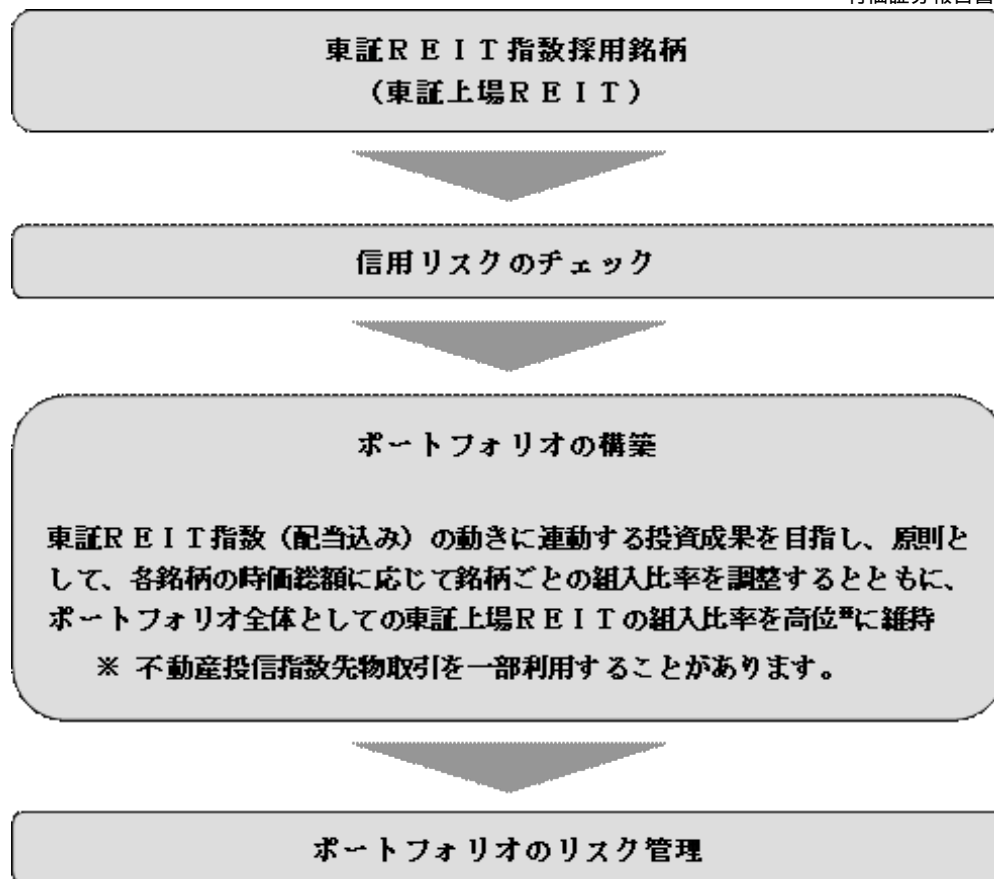 東証ＲＥＩＴ指数採用銘柄
（東証上場ＲＥＩＴ）
信用リスクのチェック
ポートフォリオの構築
東証ＲＥＩＴ指数（配当込み）の動きに連動する投資成果を目指し、原則と
して、各銘柄の時価総額に応じて銘柄ごとの組入比率を調整するとともに、
ポートフォリオ全体としての東証上場ＲＥＩＴの組入比率を高位※に維持
※ 不動産投信指数先物取引を一部利用することがあります。
ポートフォリオのリスク管理